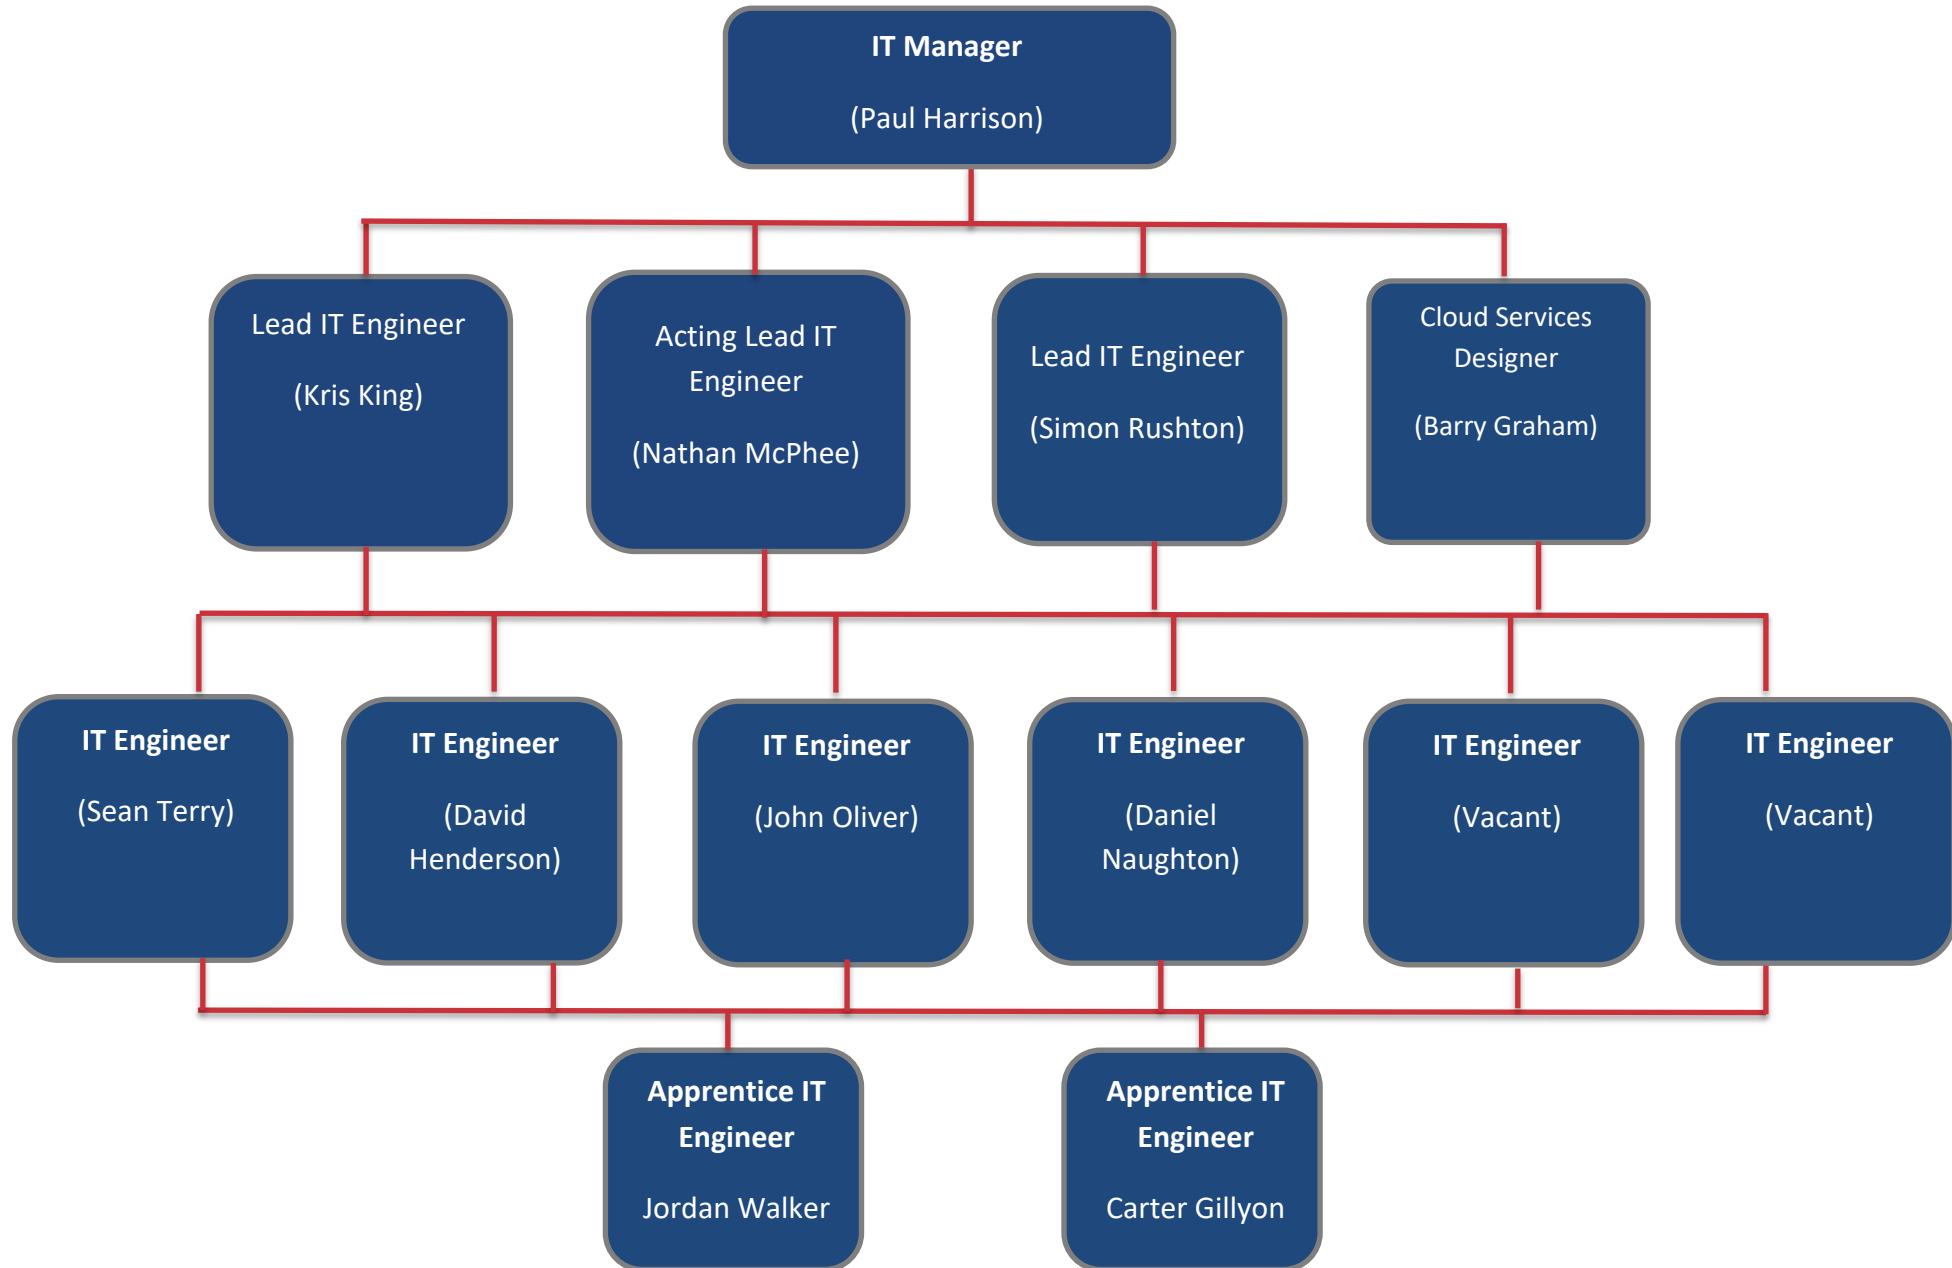 IT Manager
(Paul Harrison)
Lead IT Engineer
(Kris King)
Acting Lead IT
Engineer
(Nathan McPhee)
Lead IT Engineer
(Simon Rushton)
Cloud Services
Designer
(Barry Graham)
IT Engineer
(Sean Terry)
IT Engineer
(David
Henderson)
IT Engineer
(John Oliver)
IT Engineer
(Daniel
Naughton)
IT Engineer
(Vacant)
IT Engineer
(Vacant)
Apprentice IT
Engineer
Jordan Walker
Apprentice IT
Engineer
Carter Gillyon